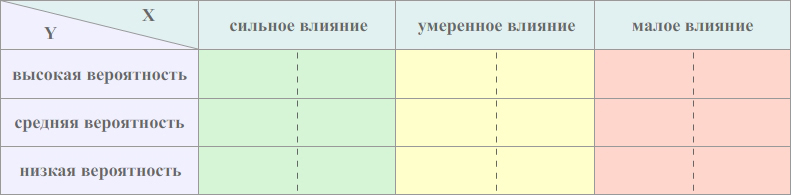 X
Y
сильное влияние
умеренное влияние
малое влияние
высокая вероятность
средняя вероятность
низкая вероятность